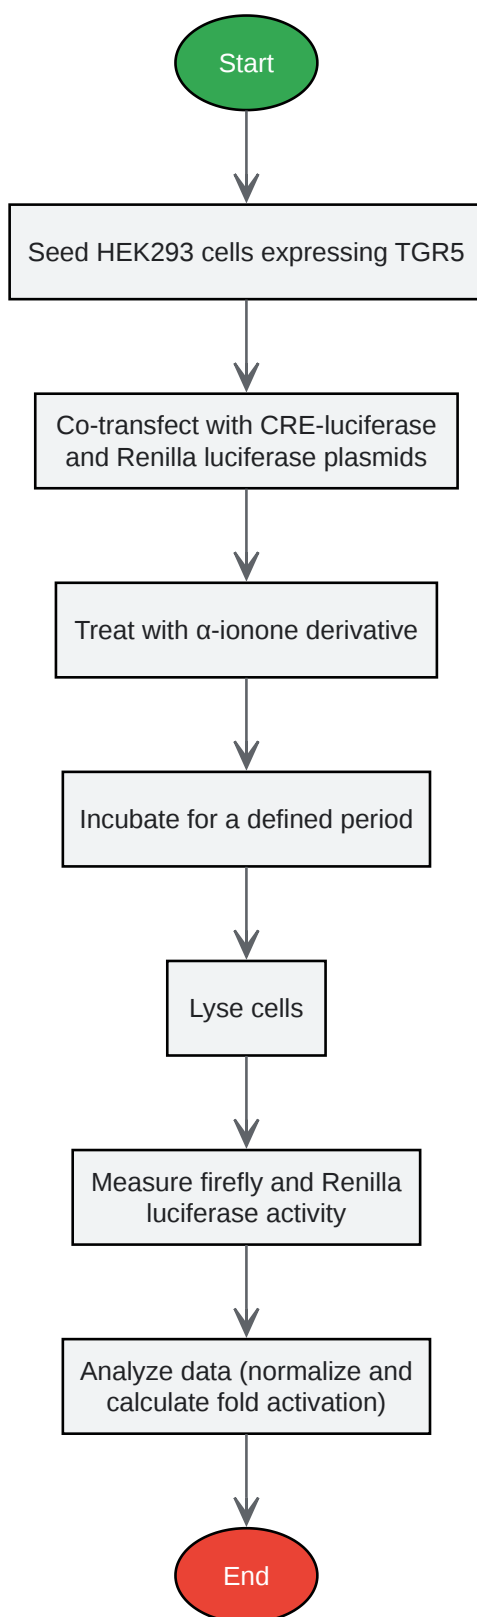 Start
Seed HEK293 cells expressing TGR5
Co-transfect with CRE-luciferase
and Renilla luciferase plasmids
Treat with α-ionone derivative
Incubate for a defined period
Lyse cells
Measure firefly and Renilla
luciferase activity
Analyze data (normalize and
calculate fold activation)
End